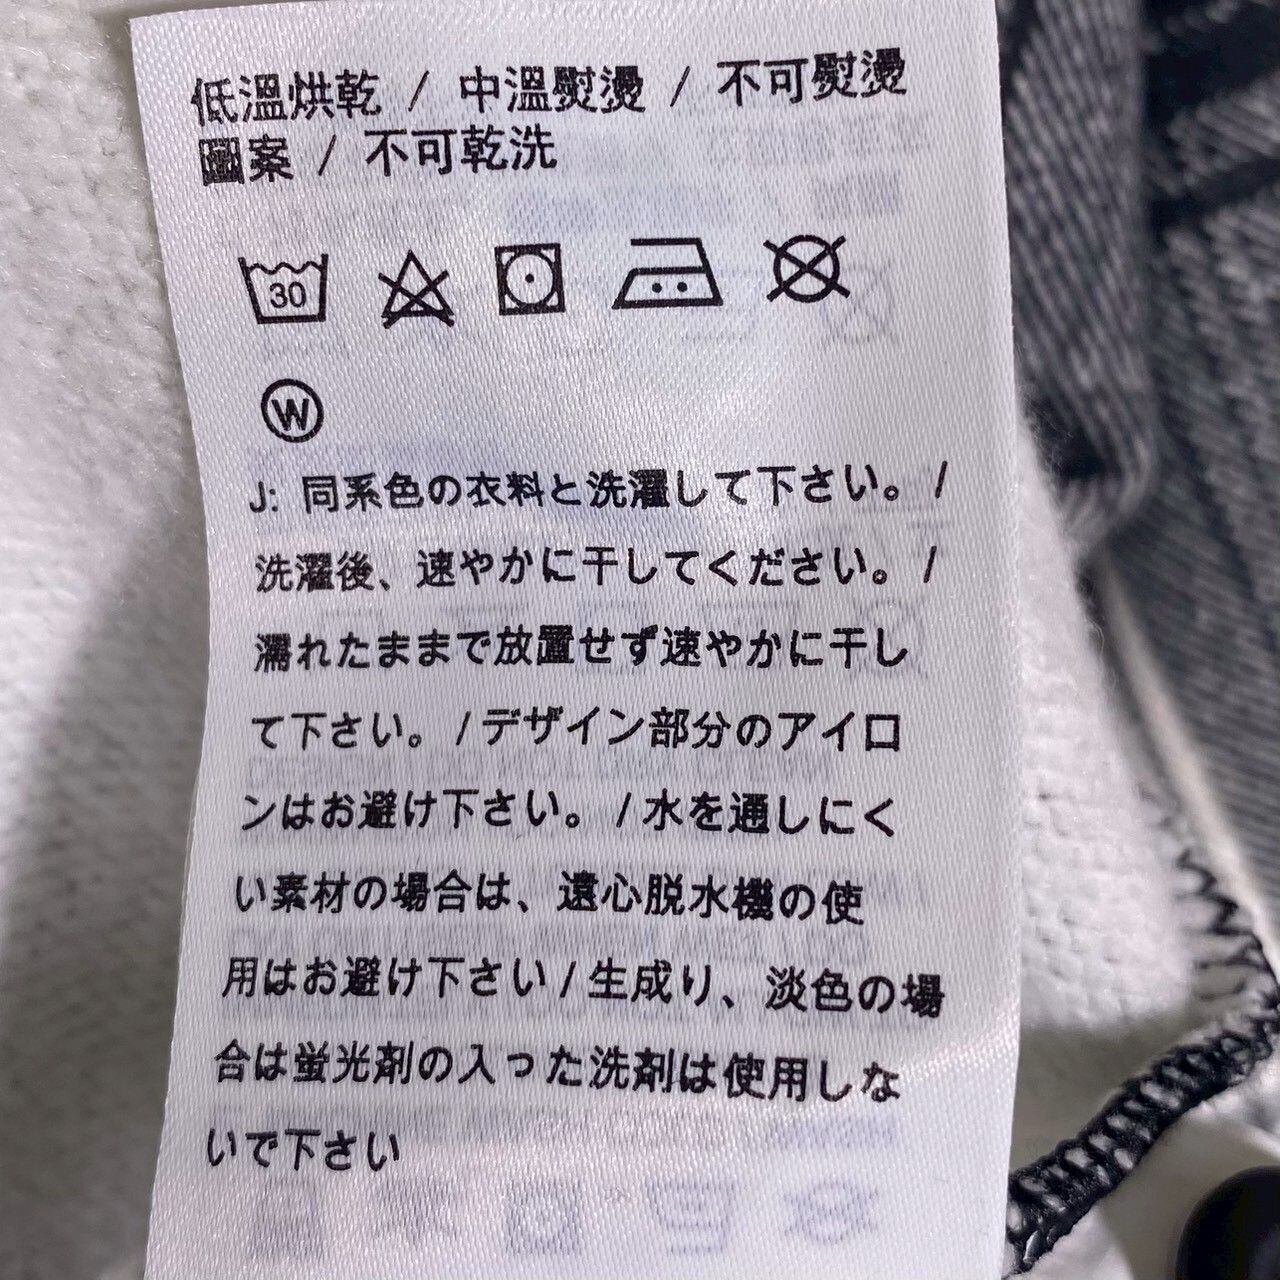 低溫烘乾 / 中溫熨燙 / 不可熨燙
圖案 / 不可乾洗
30
W
J: 同系色の衣料と洗濯して下さい。/
洗濯後、速やかに干してください。/
濡れたままで放置せず速やかに干し
て下さい。/デザイン部分のアイロ
ンはお避け下さい。/水を通しにく
い素材の場合は、遠心脱水機の使
用はお避け下さい/生成り、淡色の場
合は蛍光剤の入った洗剤は使用しな
いで下さい